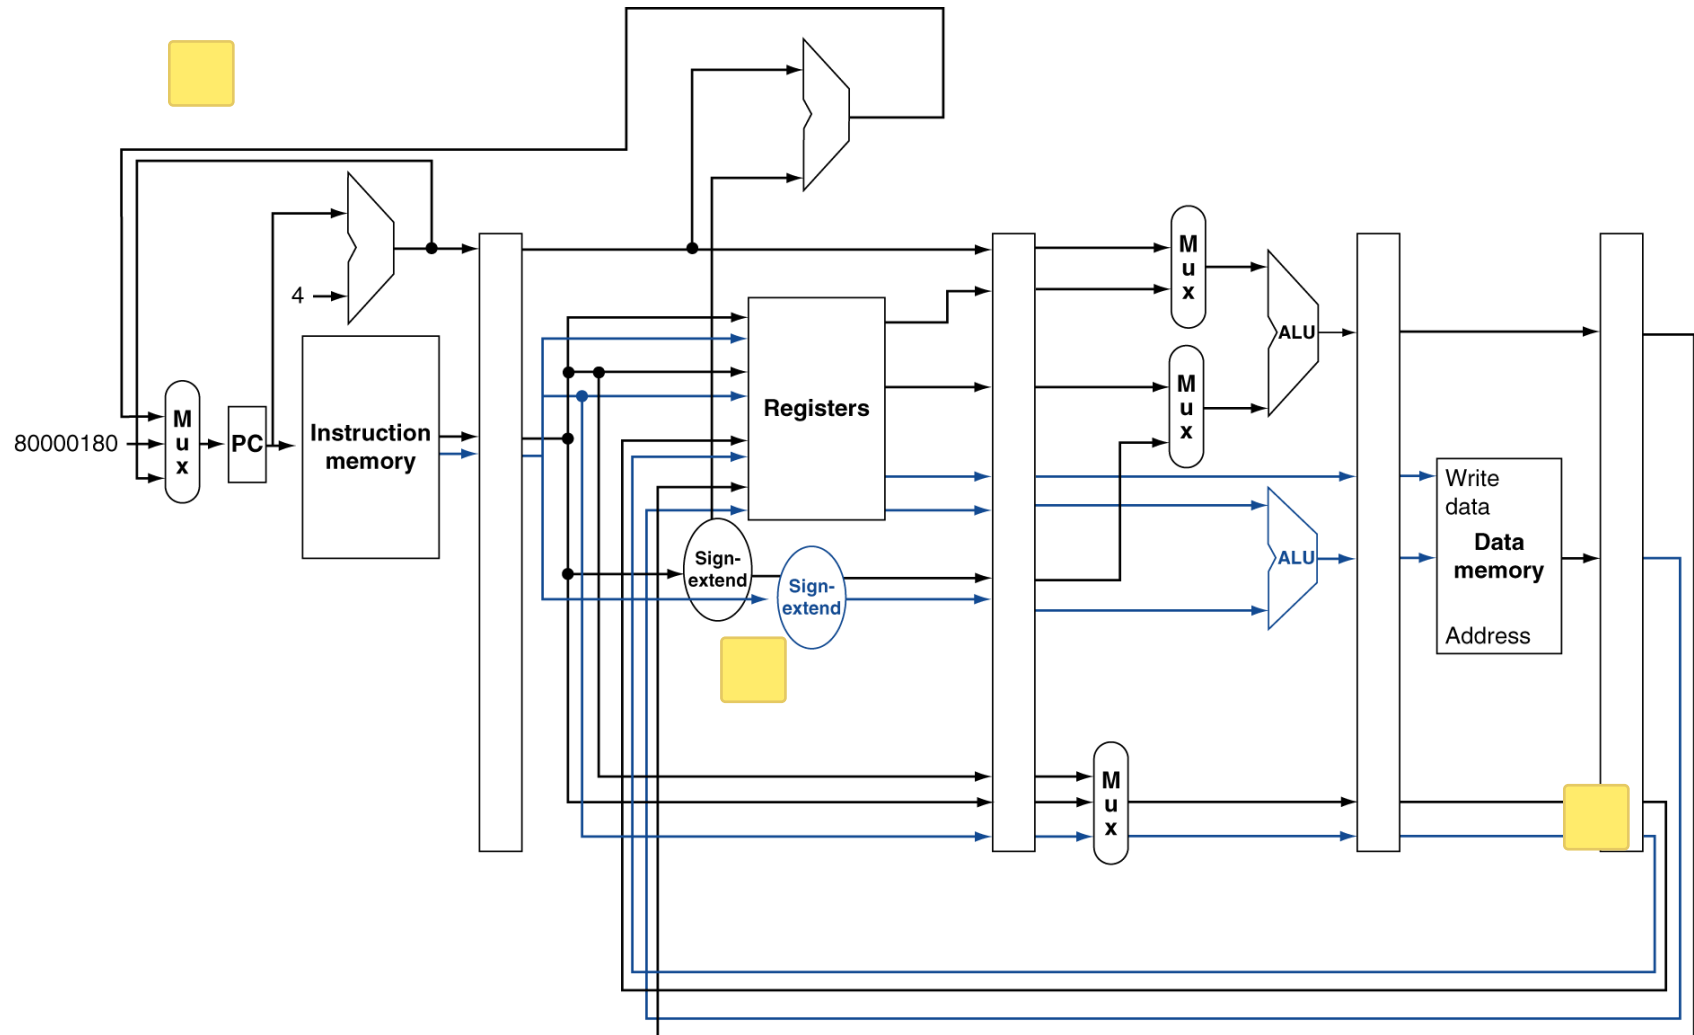 4
80000180
M
u
x
PC
Instruction
memory
Registers
Sign-
extend
Sign-
extend
M
u
x
M
u
x
ALU
ALU
M
u
x
Write
data
Data
memory
Address